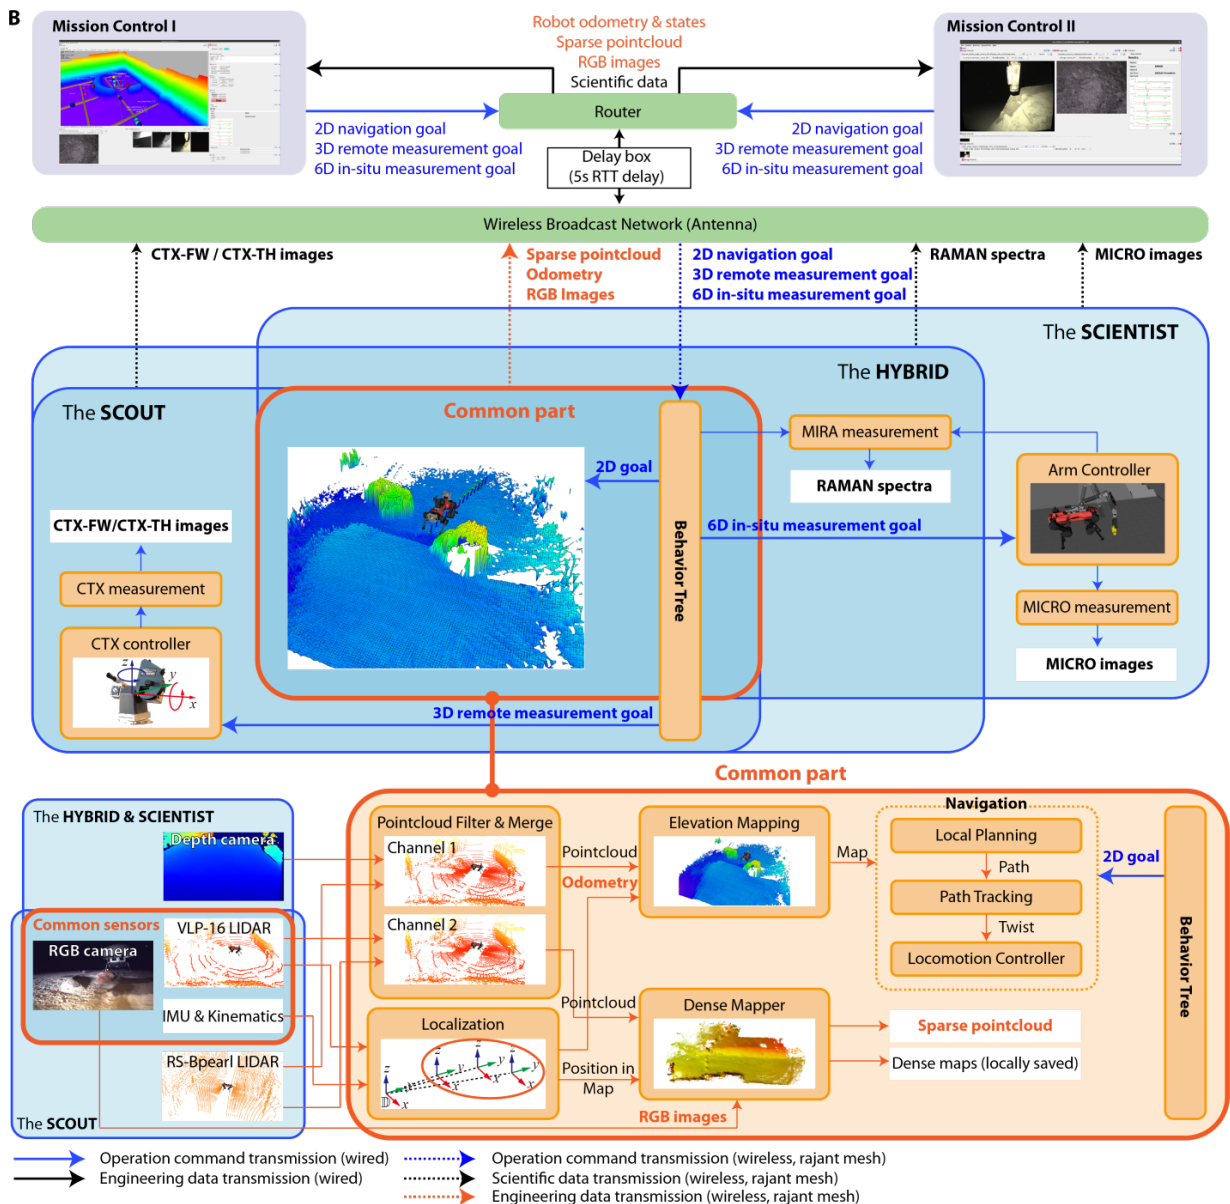 B
Mission Control I
Mission Control II
Robot odometry & states
Sparse pointcloud
RGB images
Scientific data
Router
2D navigation goal
3D remote measurement goal
6D in-situ measurement goal
2D navigation goal
3D remote measurement goal
6D in-situ measurement goal
Delay box
(5s RTT delay)
Wireless Broadcast Network (Antenna)
CTX-FW / CTX-TH images
Sparse pointcloud
Odometry
RGB Images
2D navigation goal
3D remote measurement goal
6D in-situ measurement goal
RAMAN spectra
MICRO images
The SCIENTIST
The HYBRID
The SCOUT
Common part
2D goal
Behavior Tree
MIRA measurement
RAMAN spectra
Arm Controller
6D in-situ measurement goal
MICRO measurement
MICRO images
CTX-FW/CTX-TH images
CTX measurement
CTX controller
z
y
x
3D remote measurement goal
Common part
The HYBRID & SCIENTIST
Depth camera
Common sensors
RGB camera
VLP-16 LIDAR
IMU & Kinematics
RS-Bpearl LIDAR
The SCOUT
Pointcloud Filter & Merge
Channel 1
Channel 2
Localization
z
y
x
z
y
x
z
y
x
𝔻
Pointcloud
Odometry
Pointcloud
Position in
Map
RGB images
Elevation Mapping
Dense Mapper
Map
Navigation
Local Planning
Path
Path Tracking
Twist
Locomotion Controller
2D goal
Behavior Tree
Sparse pointcloud
Dense maps (locally saved)
Operation command transmission (wired)
Engineering data transmission (wired)
Operation command transmission (wireless, rajant mesh)
Scientific data transmission (wireless, rajant mesh)
Engineering data transmission (wireless, rajant mesh)